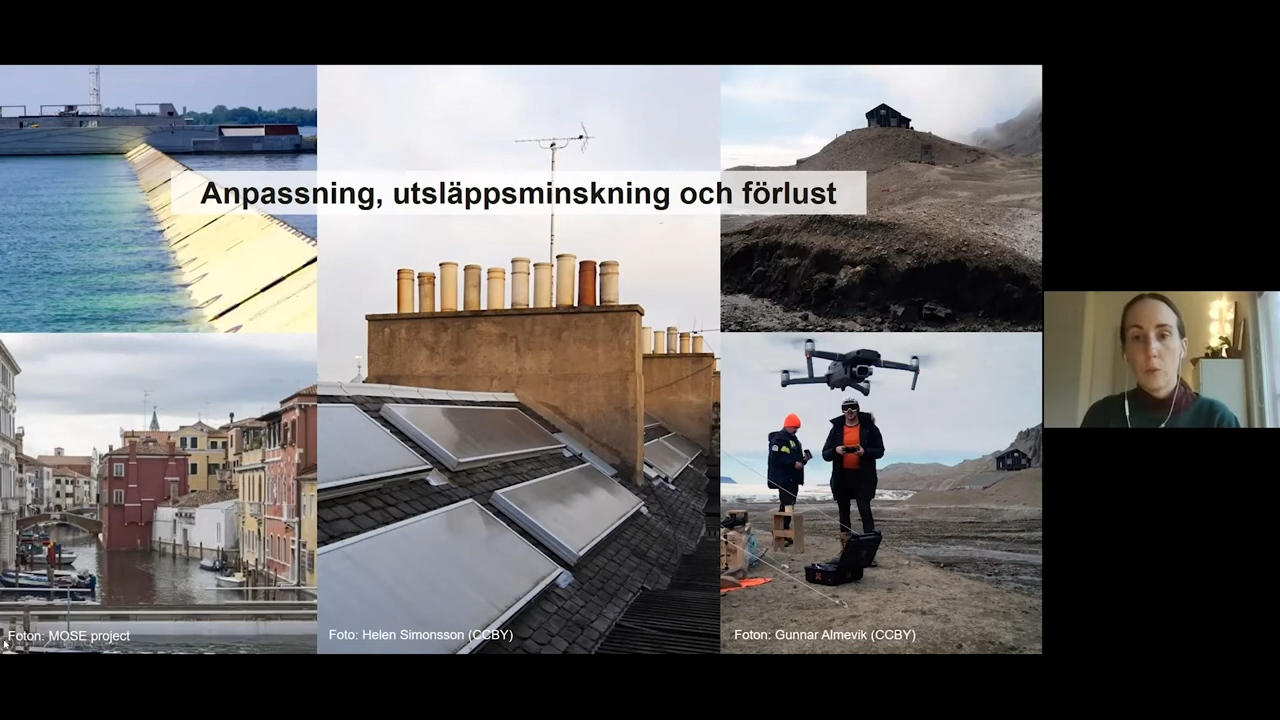 Anpassning, utsläppsminskning och förlust
Foton: MOSE project
Foto: Helen Simonsson (CCBY)
Foton: Gunnar Almevik (CCBY)